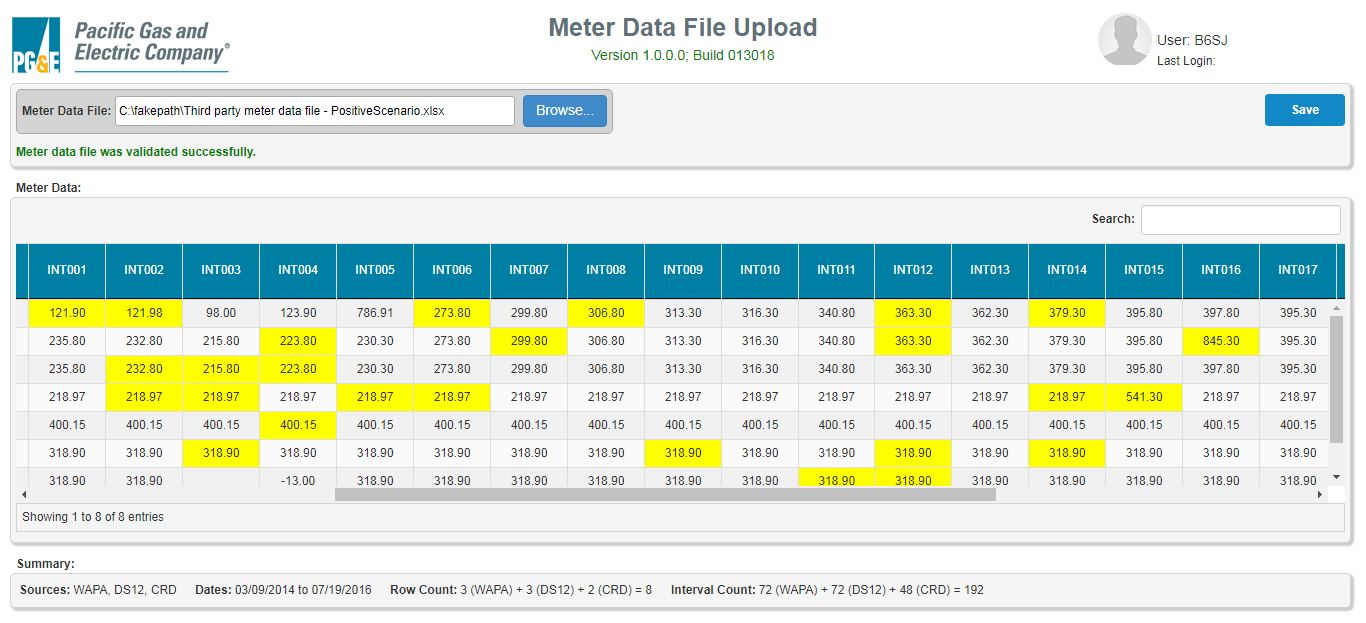 PG&E
Pacific Gas and
Electric Company®
Meter Data File Upload
Version 1.0.0.0; Build 013018
User: B6SJ
Last Login:
Meter Data File: C:\fakepath\Third party meter data file - PositiveScenario.xlsx Browse... Save
Meter data file was validated successfully.
Meter Data:
Search:
INT001 INT002 INT003 INT004 INT005 INT006 INT007 INT008 INT009 INT010 INT011 INT012 INT013 INT014 INT015 INT016 INT017
121.90 121.98 98.00 123.90 786.91 273.80 299.80 306.80 313.30 316.30 340.80 363.30 362.30 379.30 395.80 397.80 395.30
235.80 232.80 215.80 223.80 230.30 273.80 299.80 306.80 313.30 316.30 340.80 363.30 362.30 379.30 395.80 845.30 395.30
235.80 232.80 215.80 223.80 230.30 273.80 299.80 306.80 313.30 316.30 340.80 363.30 362.30 379.30 395.80 397.80 395.30
218.97 218.97 218.97 218.97 218.97 218.97 218.97 218.97 218.97 218.97 218.97 218.97 218.97 218.97 541.30 218.97 218.97
400.15 400.15 400.15 400.15 400.15 400.15 400.15 400.15 400.15 400.15 400.15 400.15 400.15 400.15 400.15 400.15 400.15
318.90 318.90 318.90 318.90 318.90 318.90 318.90 318.90 318.90 318.90 318.90 318.90 318.90 318.90 318.90 318.90 318.90
318.90 318.90 -13.00 318.90 318.90 318.90 318.90 318.90 318.90 318.90 318.90 318.90 318.90 318.90 318.90 318.90
Showing 1 to 8 of 8 entries
Summary:
Sources: WAPA, DS12, CRD Dates: 03/09/2014 to 07/19/2016 Row Count: 3 (WAPA) + 3 (DS12) + 2 (CRD) = 8 Interval Count: 72 (WAPA) + 72 (DS12) + 48 (CRD) = 192